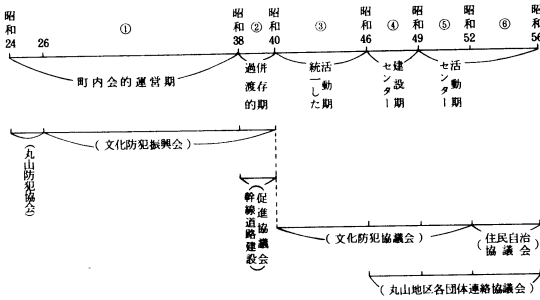 昭和24
26
①
昭和38
②
昭和40
③
昭和46
④
昭和49
⑤
52
⑥
昭和56
町内会的運営期
過渡的
併存期
統一した
活動期
センター
建設期
センター
活動期
(丸山防犯協会)
(文化防犯振興会)
幹線道路建設
促進協議会
(文化防犯協議会)
(住民自治
協議会)
(丸山地区各団体連絡協議会)